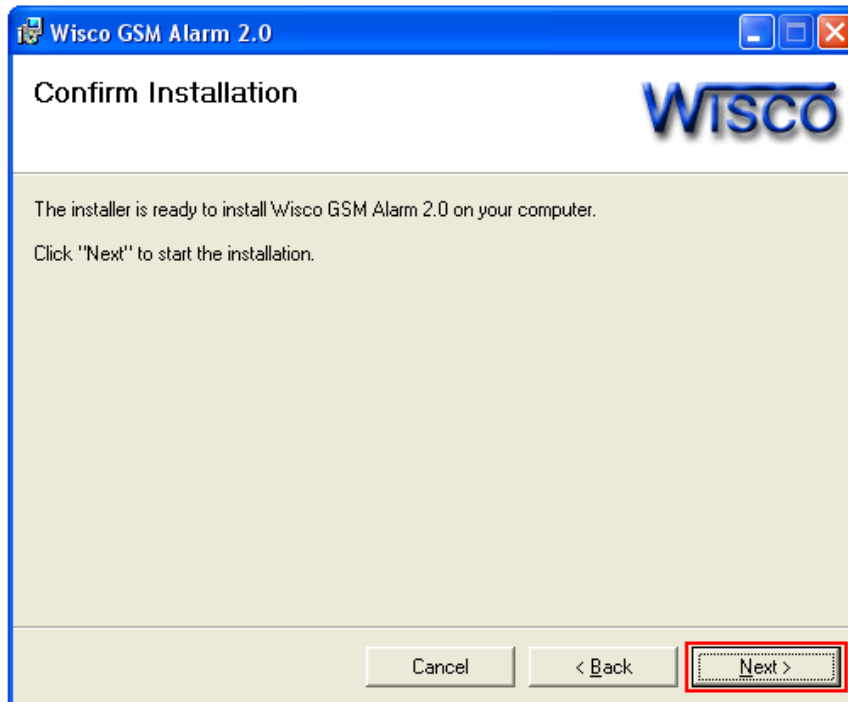 Wisco GSM Alarm 2.0
Confirm Installation
WISCO
The installer is ready to install Wisco GSM Alarm 2.0 on your computer.
Click "Next" to start the installation.
Cancel
< Back
Next >